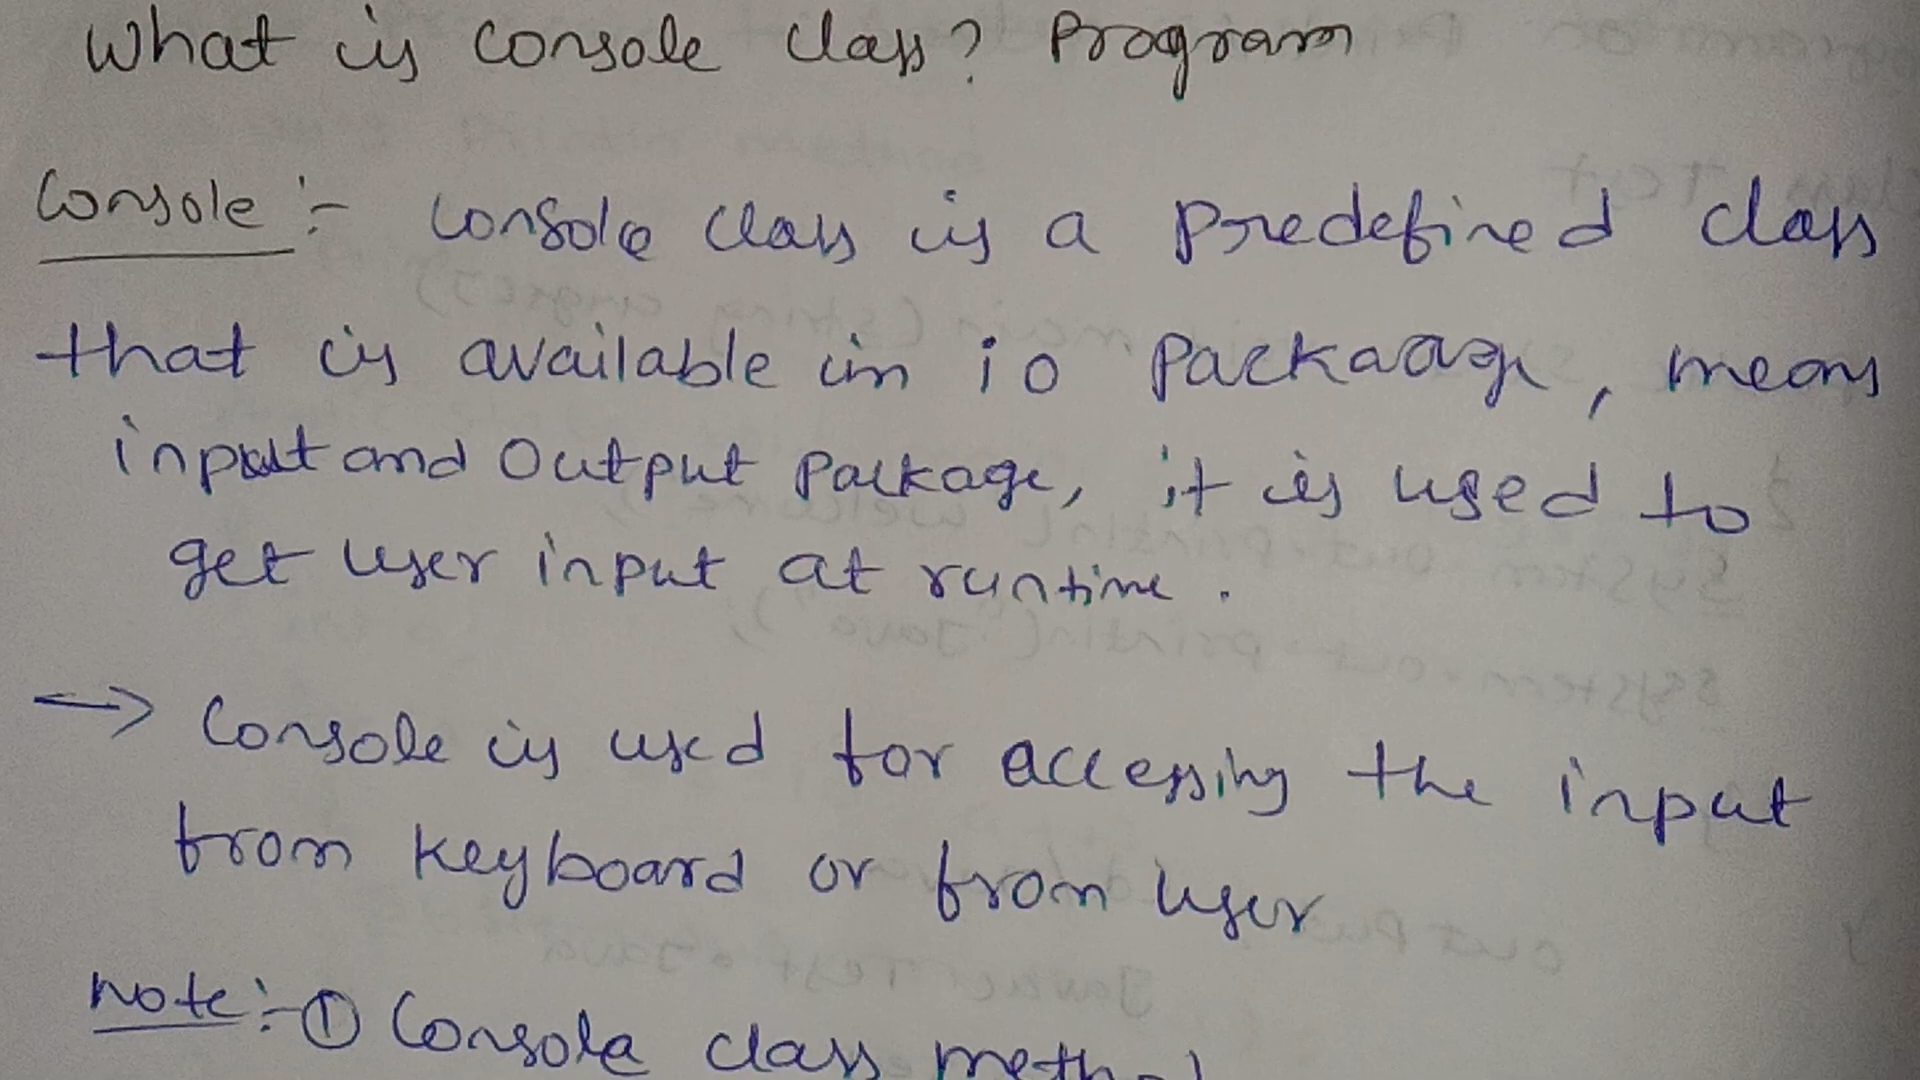 What is console class? Program
Console :- Console class is a Predefined class
that is available in io Packaage, means
input and Output Package, it is used to
get user input at runtime.
→ Console is used for accessing the input
from Keyboard or from user
Note :- ① Console class method